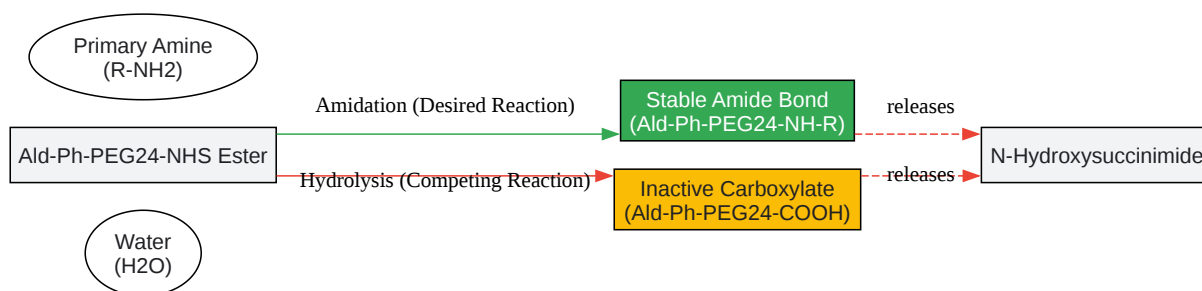 Primary Amine
(R-NH2)
Amidation (Desired Reaction)
Stable Amide Bond
(Ald-Ph-PEG24-NH-R)
releases
Ald-Ph-PEG24-NHS Ester
N-Hydroxysuccinimide
Hydrolysis (Competing Reaction)
Inactive Carboxylate
(Ald-Ph-PEG24-COOH)
releases
Water
(H2O)